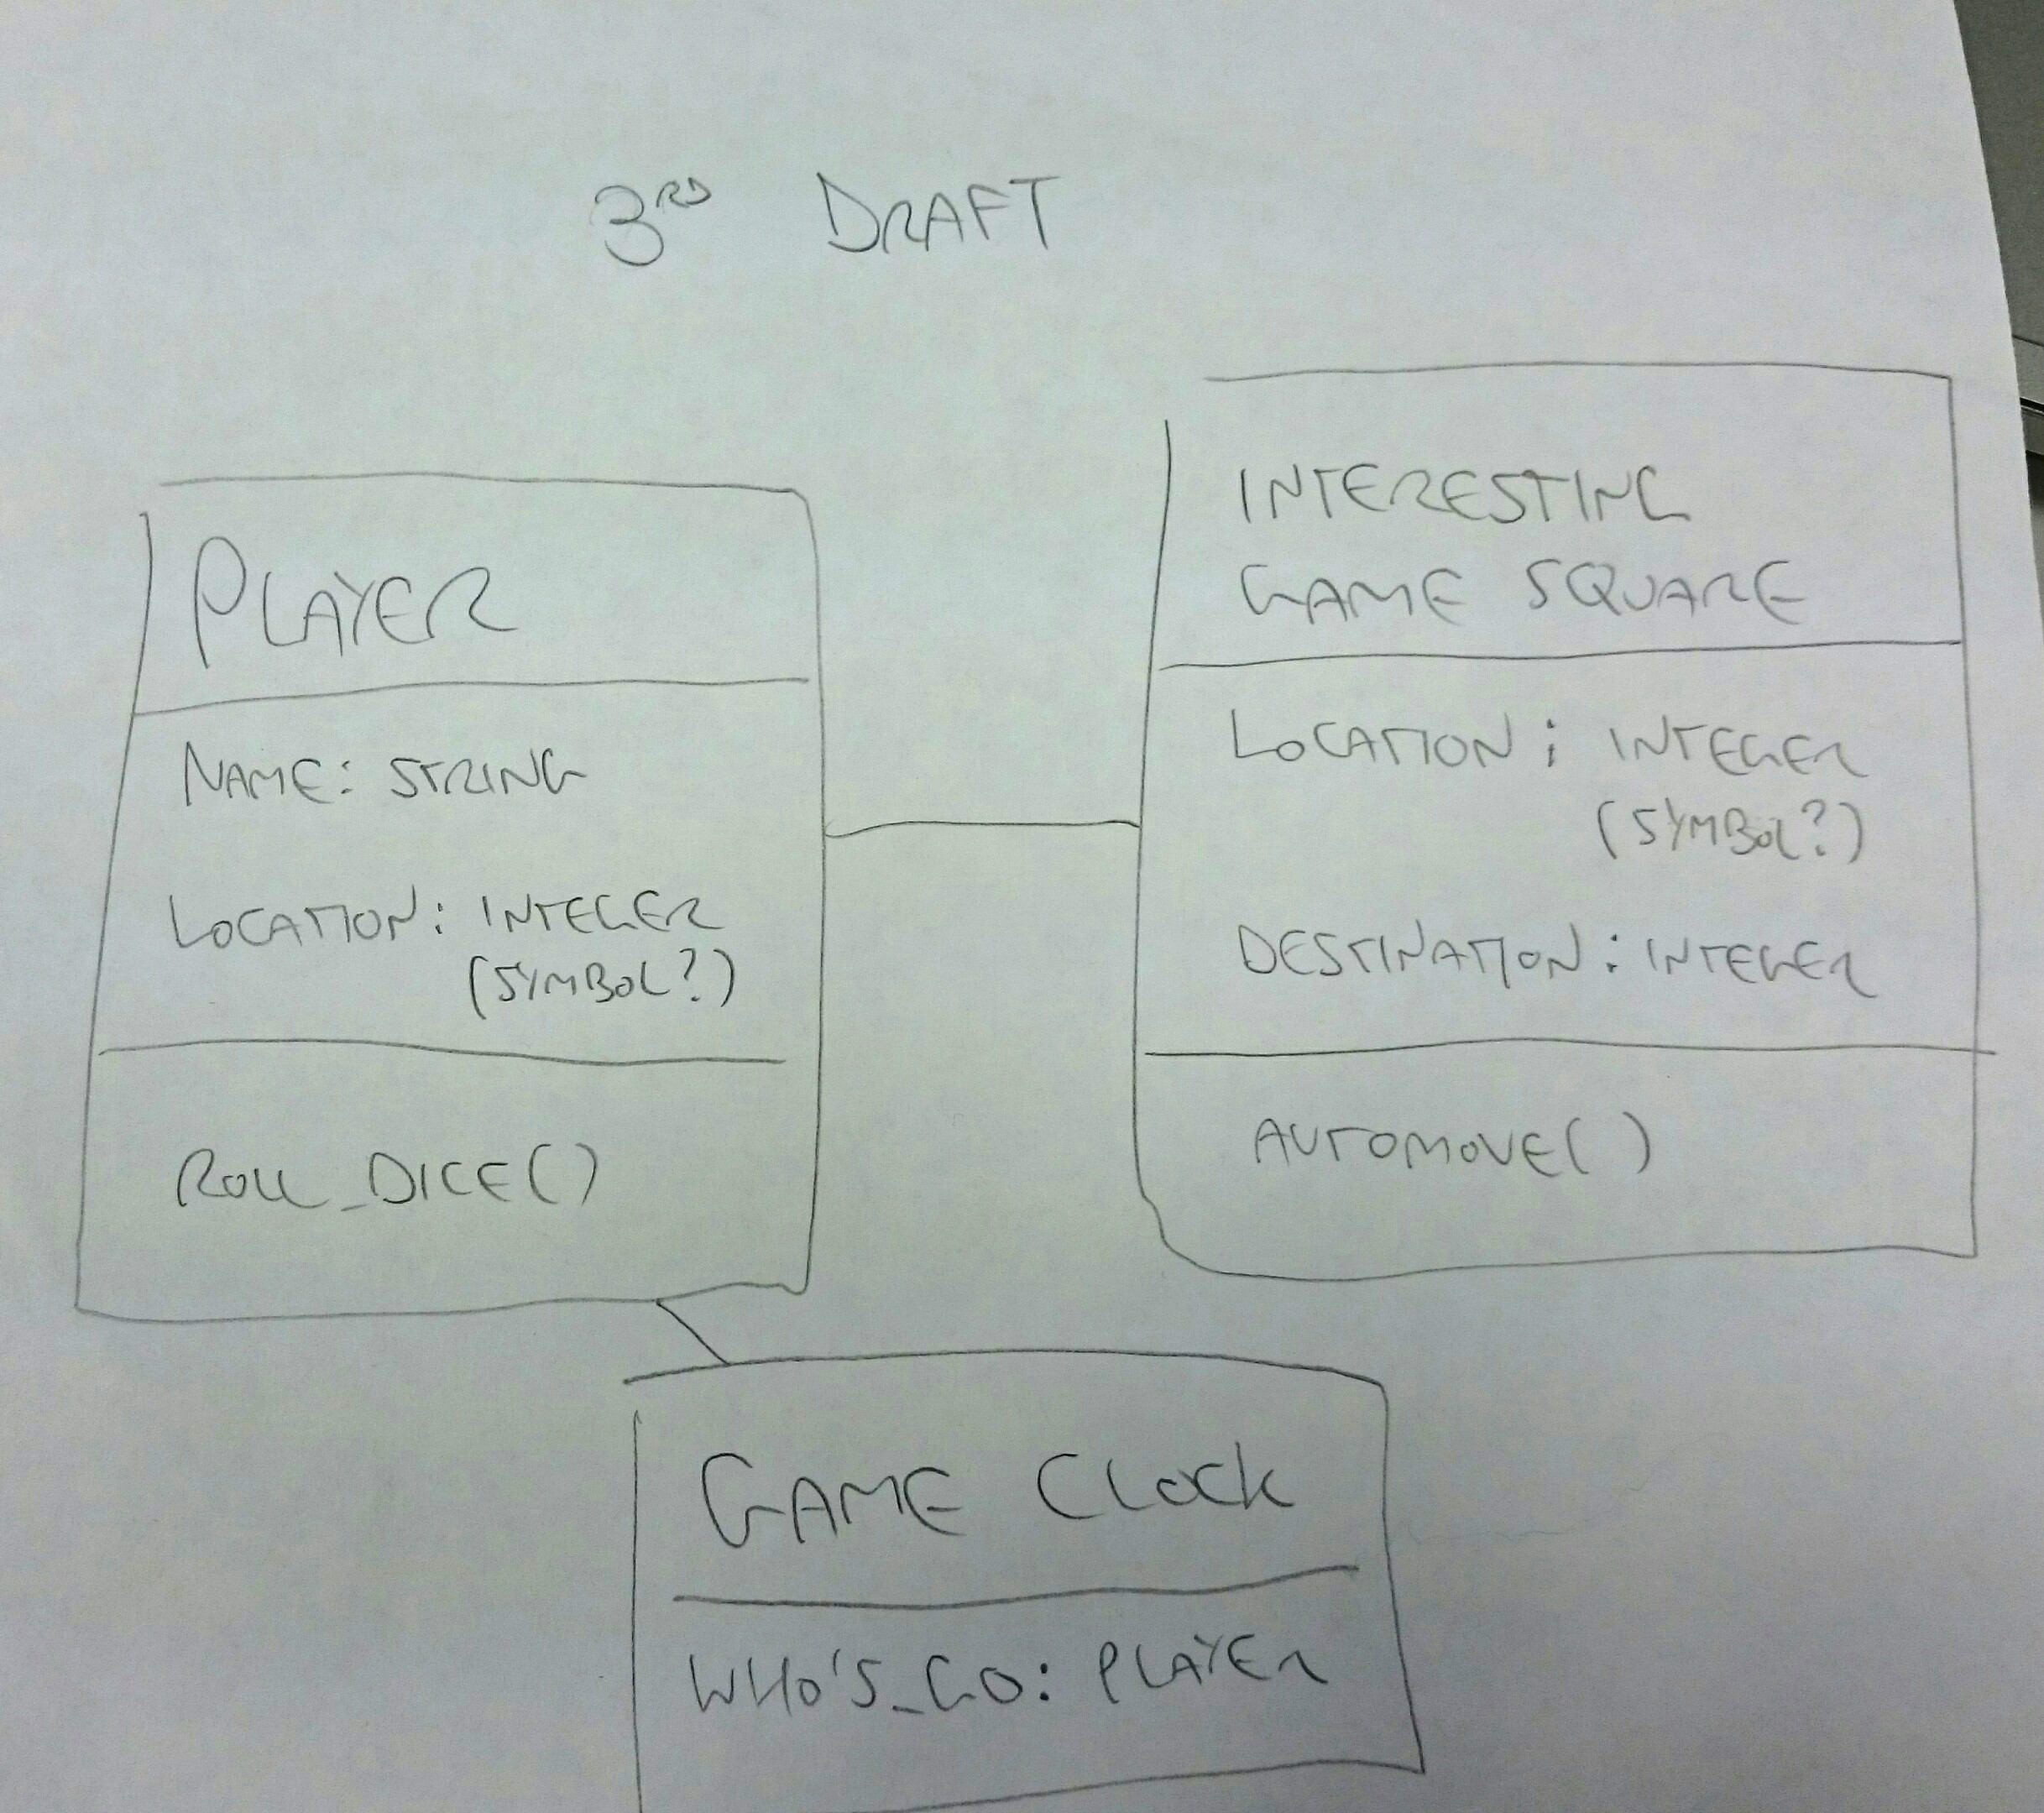 3RD DRAFT
PLAYER
NAME: STRING
LOCATION: INTEGER
(SYMBOL?)
ROLL_DICE()
INTERESTING
GAME SQUARE
LOCATION: INTEGER
(SYMBOL?)
DESTINATION: INTEGER
AUTOMOVE()
GAME CLOCK
WHO'S_GO: PLAYER